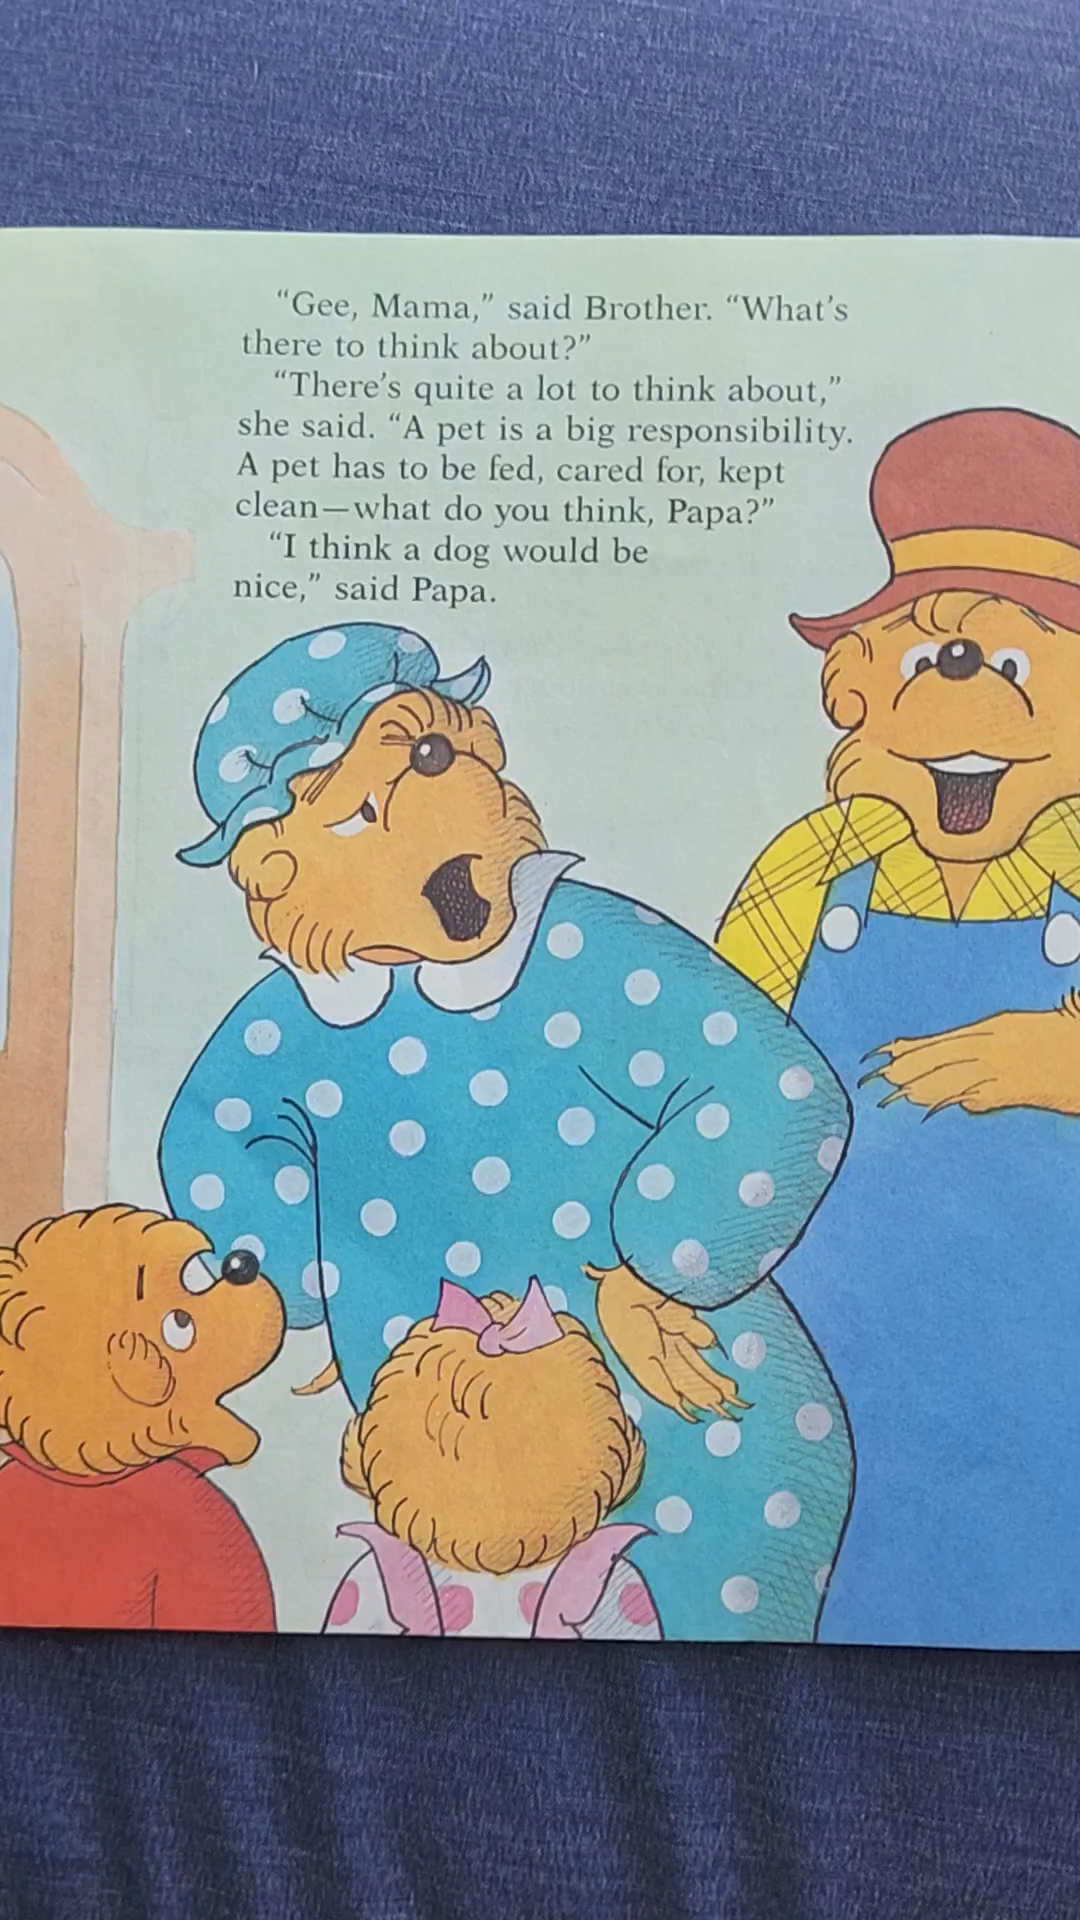 “Gee, Mama,” said Brother. “What’s
there to think about?”
“There’s quite a lot to think about,”
she said. “A pet is a big responsibility.
A pet has to be fed, cared for, kept
clean—what do you think, Papa?”
“I think a dog would be
nice,” said Papa.